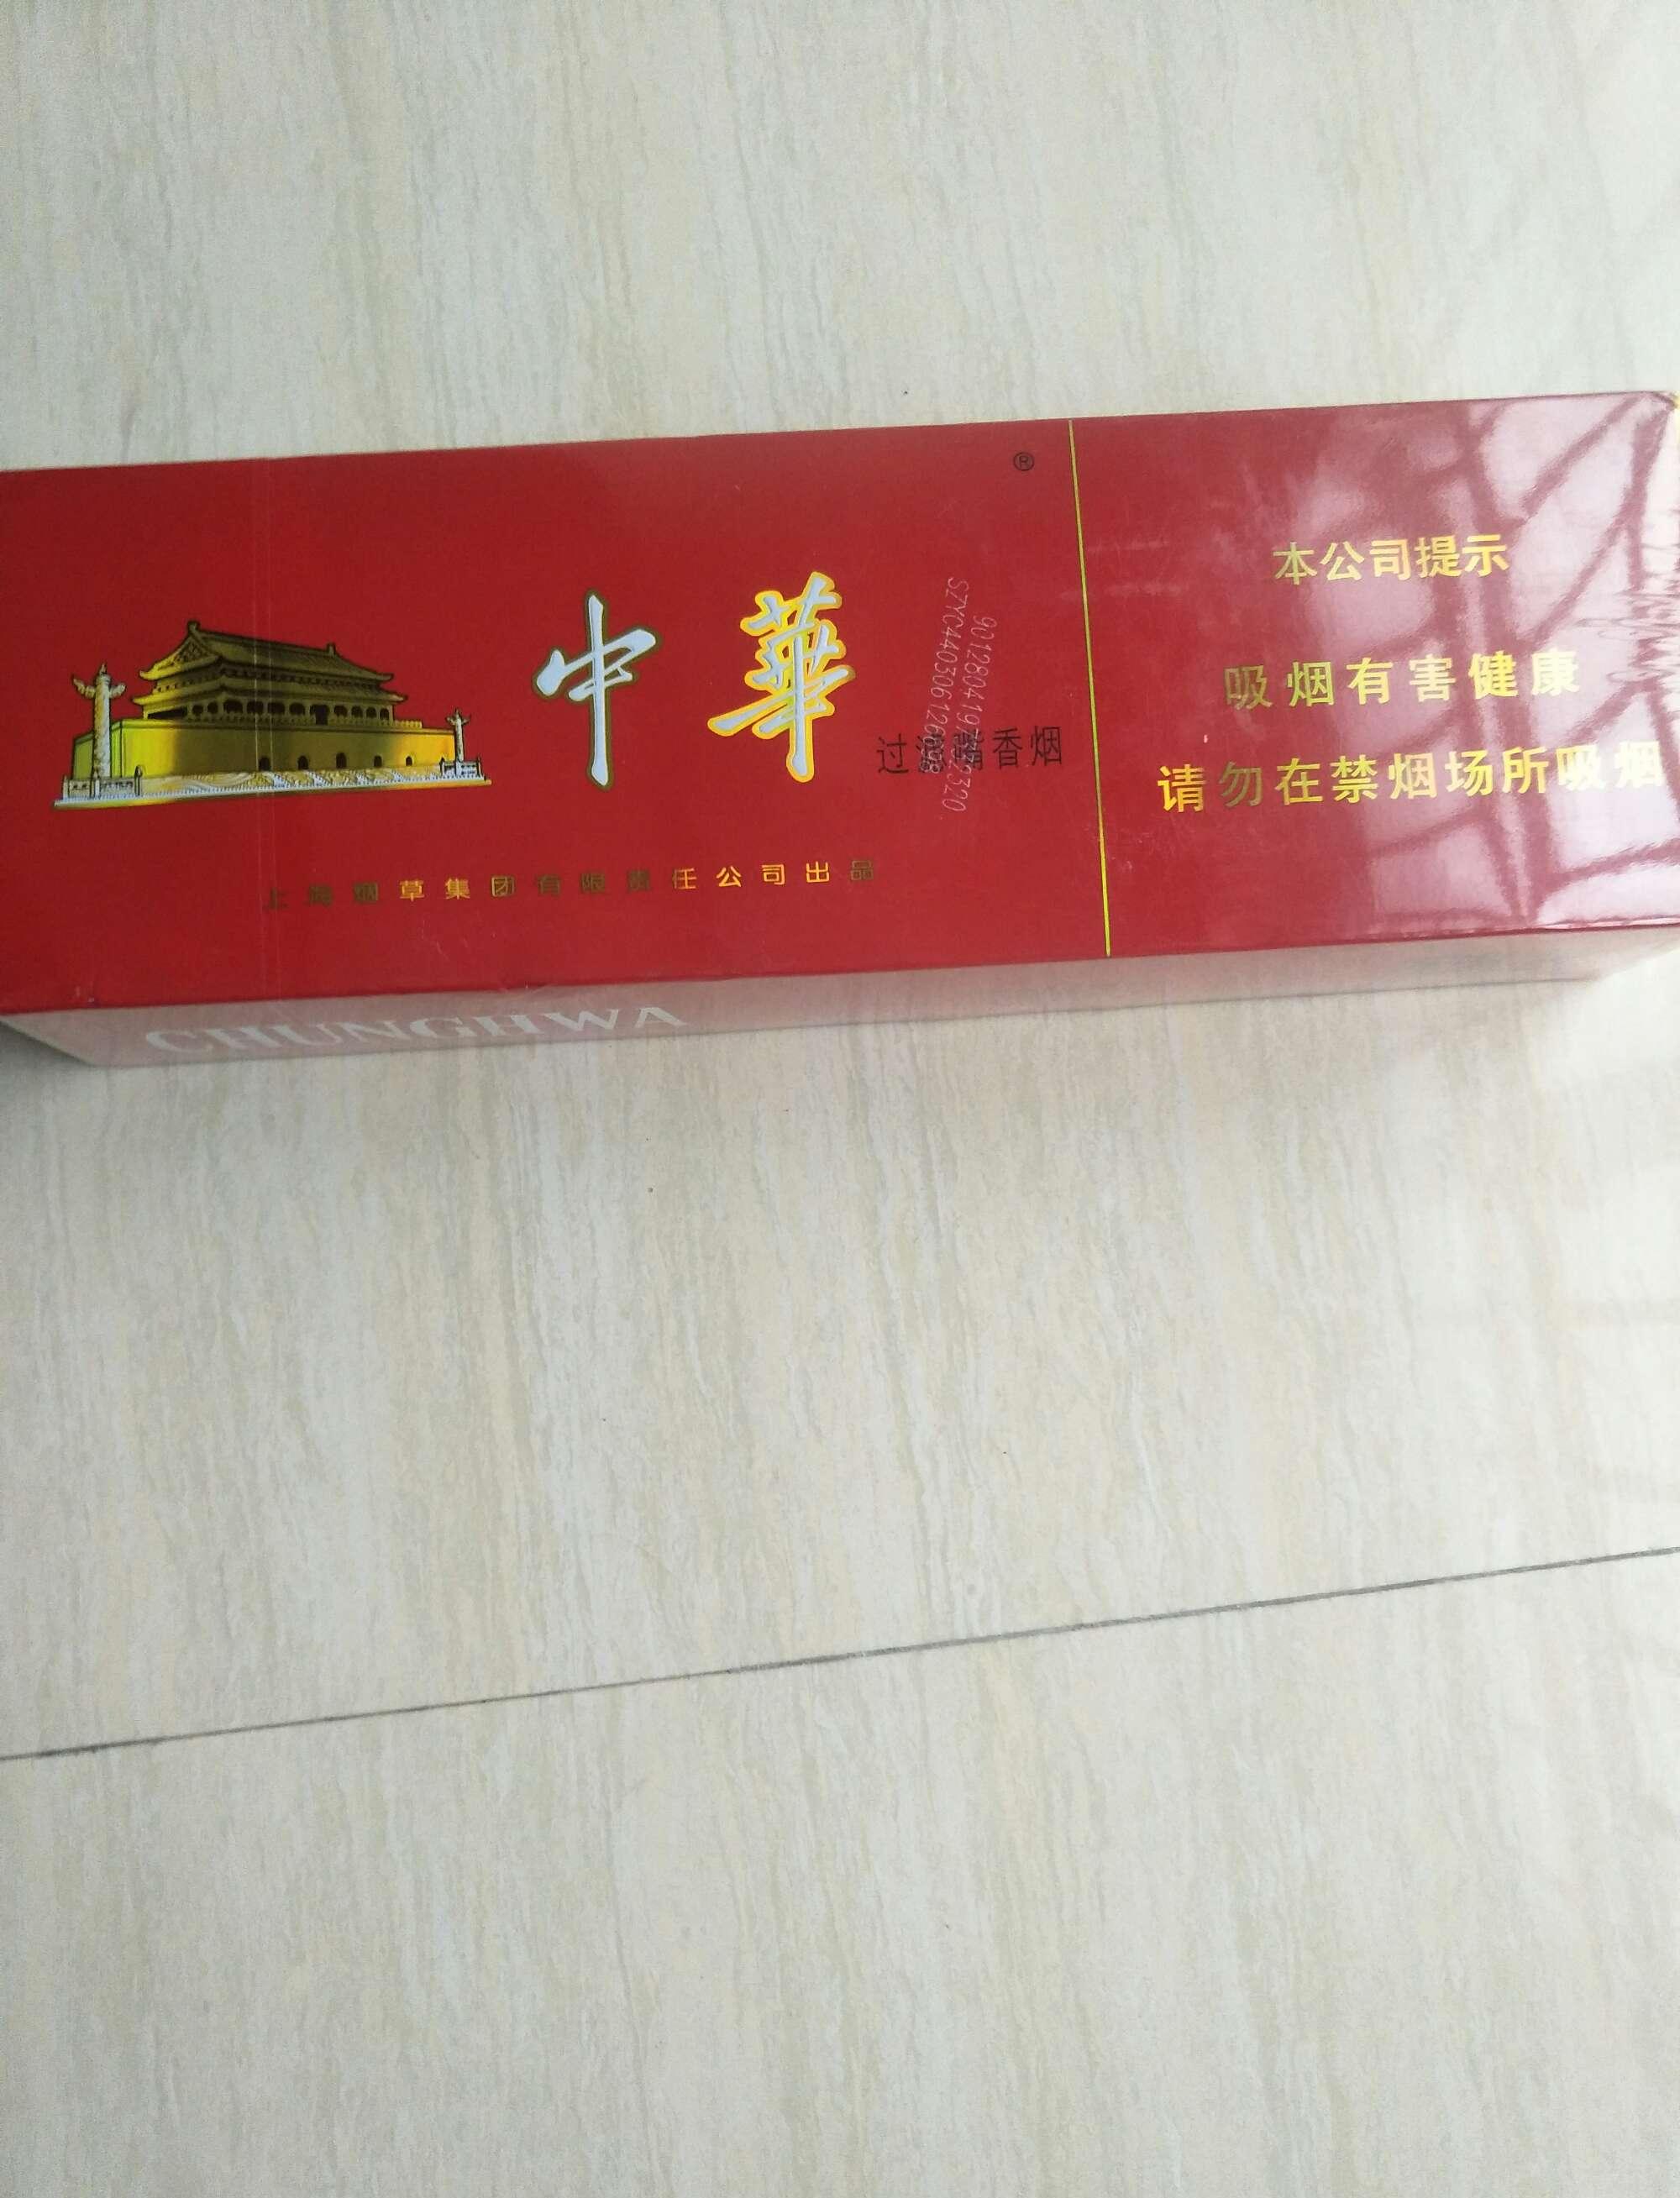 ®
中華
过滤嘴香烟
上海烟草集团有限责任公司出品
CHUNGHWA
本公司提示
吸烟有害健康
请勿在禁烟场所吸烟